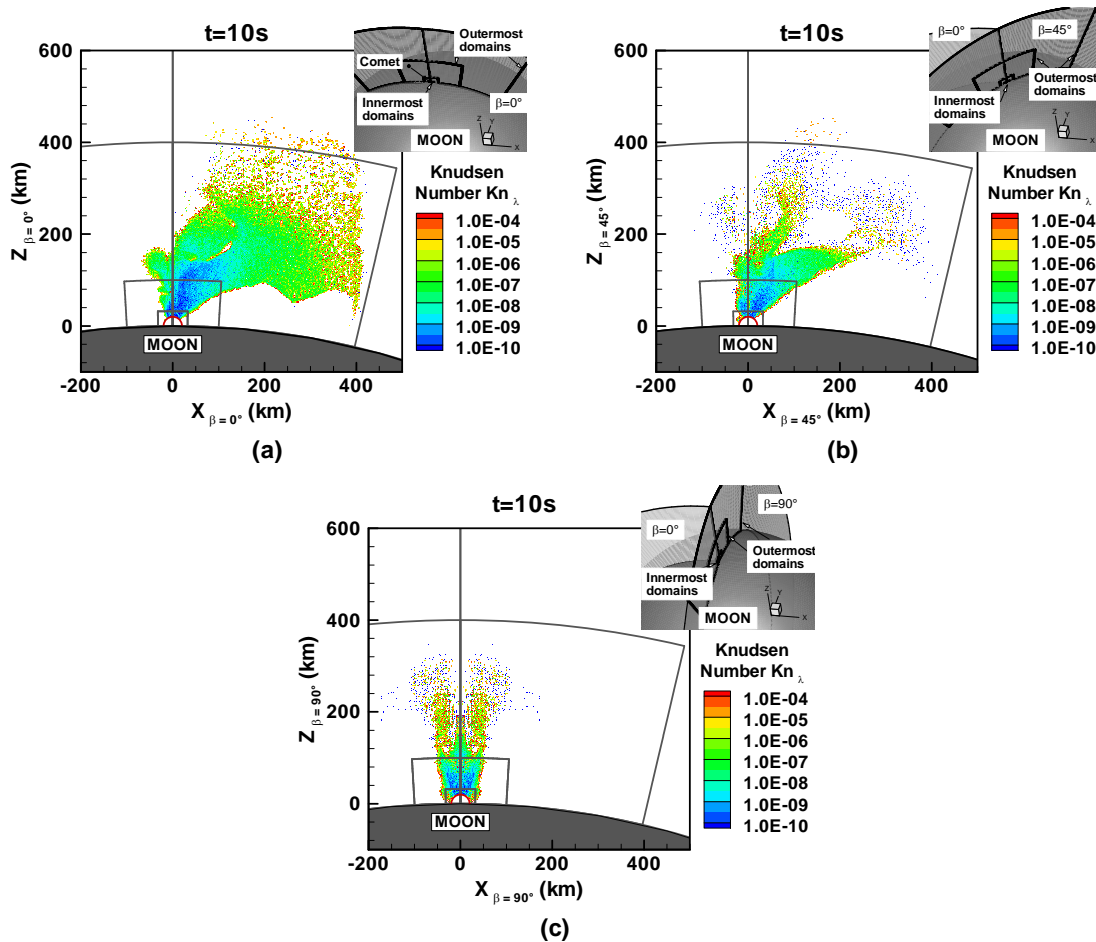 t=10s
600
400
200
0
-200
0
200
400
Z β=0° (km)
X β = 0° (km)
MOON
Comet
Outermost
domains
Innermost
domains
β=0°
MOON
Z
Y
X
Knudsen
Number Kn λ
1.0E-04
1.0E-05
1.0E-06
1.0E-07
1.0E-08
1.0E-09
1.0E-10
(a)
t=10s
600
400
200
0
-200
0
200
400
Z β=45° (km)
X β=45° (km)
MOON
β=0°
β=45°
Innermost
domains
Outermost
domains
MOON
Z
Y
X
Knudsen
Number Kn λ
1.0E-04
1.0E-05
1.0E-06
1.0E-07
1.0E-08
1.0E-09
1.0E-10
(b)
t=10s
600
400
200
0
-200
0
200
400
Z β=90° (km)
X β = 90° (km)
MOON
β=0°
β=90°
Outermost
domains
Innermost
domains
MOON
Z
Y
X
Knudsen
Number Kn λ
1.0E-04
1.0E-05
1.0E-06
1.0E-07
1.0E-08
1.0E-09
1.0E-10
(c)